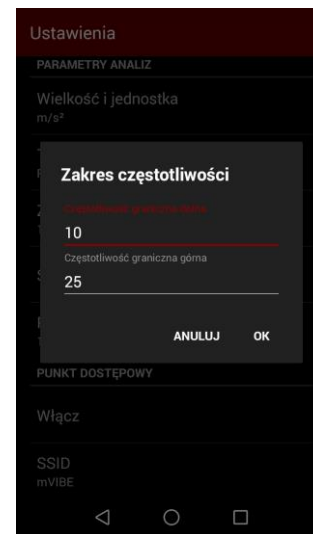 Ustawienia
PARAMETRY ANALIZ
Wielkość i jednostka
m/s²
Zakres częstotliwości
Częstotliwość graniczna dolna
10
Częstotliwość graniczna górna
25
ANULUJ OK
PUNKT DOSTĘPOWY
Włącz
SSID
mVIBE